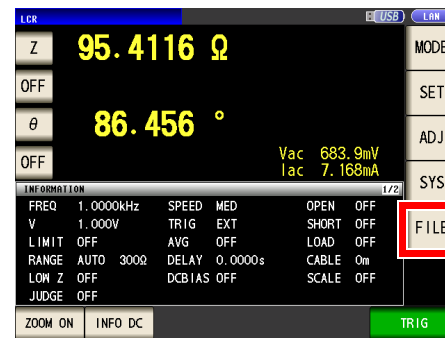 LCR USB LAN
Z 95.4116 Ω MODE
OFF SET
θ 86.456 ° ADJ
OFF Vac 683.9mV
Iac 7.168mA SYS
INFORMATION 1/2
FREQ 1.0000kHz SPEED MED OPEN OFF FILE
V 1.000V TRIG EXT SHORT OFF
LIMIT OFF AVG OFF LOAD OFF
RANGE AUTO 300Ω DELAY 0.0000s CABLE 0m
LOW Z OFF DCBIAS OFF SCALE OFF
JUDGE OFF
ZOOM ON INFO DC TRIG